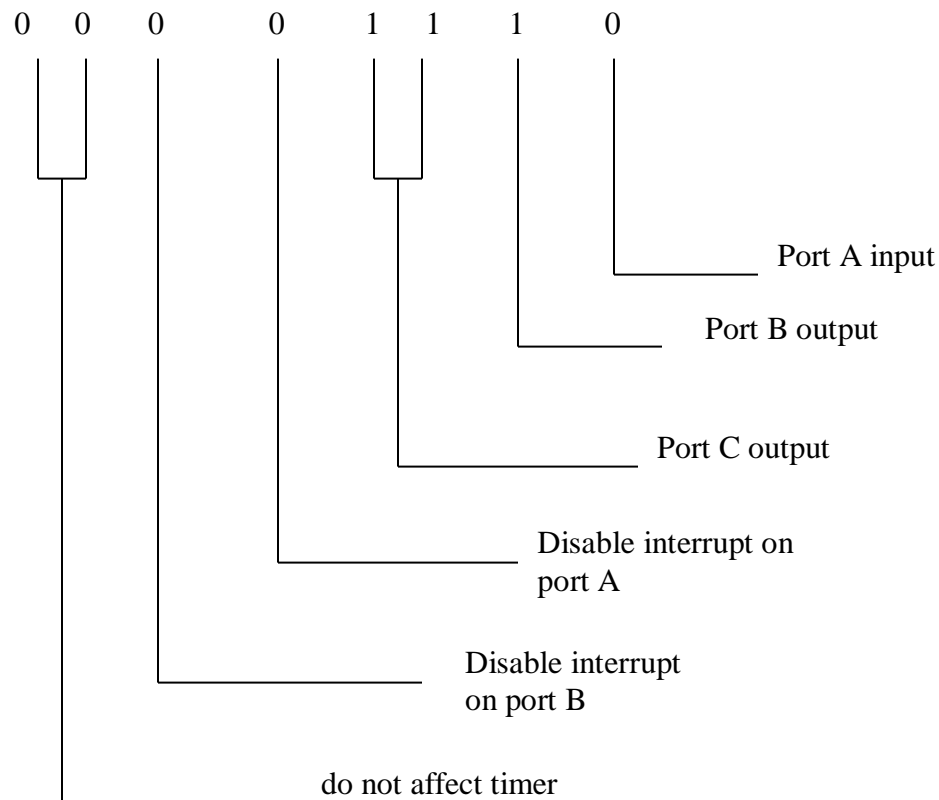 0 0 0 0 1 1 1 0
Port A input
Port B output
Port C output
Disable interrupt on
port A
Disable interrupt
on port B
do not affect timer